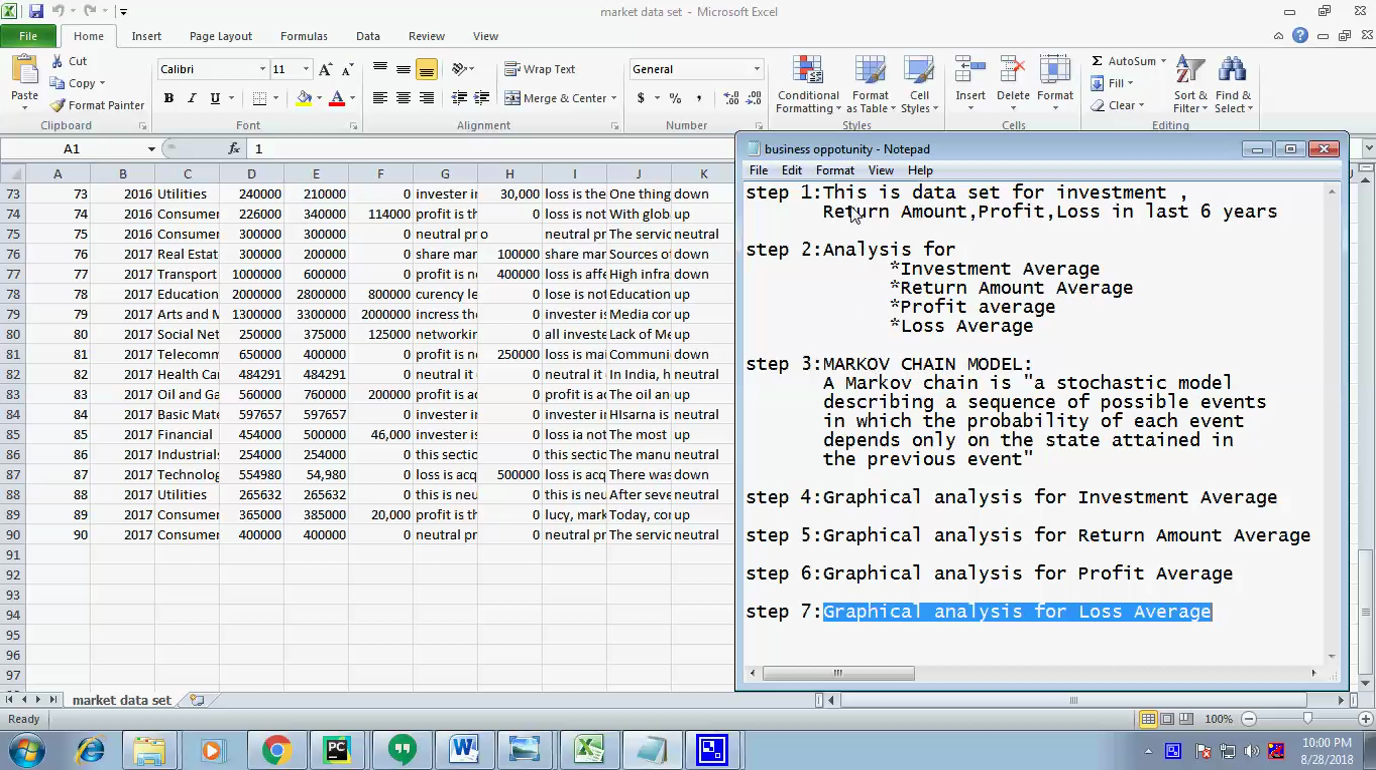 market data set - Microsoft Excel
File Home Insert Page Layout Formulas Data Review View
Paste
Cut
Copy
Format Painter
Clipboard
Calibri 11
B I U
Font
Wrap Text
Merge & Center
Alignment
General
$ % ,
Number
Conditional Formatting
Format as Table
Cell Styles
Styles
Insert Delete Format
Cells
AutoSum
Fill
Clear
Sort & Filter
Find & Select
Editing
A1 fx 1
A B C D E F G H I J K
73 73 2016 Utilities 240000 210000 0 invester in 30,000 loss is the One thing down
74 74 2016 Consumer 226000 340000 114000 profit is th 0 loss is not With glob up
75 75 2016 Consumer 345000 345000 0 neutral pro 0 neutral pr The servic neutral
76 76 2017 Real Estat 300000 200000 0 share mar 100000 share mar Sources of down
77 77 2017 Transport 1000000 600000 0 profit is no 400000 loss is affe High infra down
78 78 2017 Education 2000000 2800000 800000 curency le 0 lose is not Education up
79 79 2017 Arts and M 1300000 3300000 2000000 incress the 0 all invester Media con up
80 80 2017 Social Net 250000 375000 125000 networkin 0 all investe Lack of Me up
81 81 2017 Telecomm 650000 400000 0 profit is no 250000 loss is mai Communi down
82 82 2017 Health Car 484291 484291 0 neutral it c 0 neutral it i In India, h neutral
83 83 2017 Oil and Ga 560000 760000 200000 profit is ac 0 profit is a The oil an up
84 84 2017 Basic Mate 597657 597657 0 invester in 0 invester in HIsarna is neutral
85 85 2017 Financial 454000 500000 46,000 invester is 0 loss ia not The most up
86 86 2017 Industrials 254000 254000 0 this sectio 0 this sectio The manu neutral
87 87 2017 Technolog 554980 54,980 0 loss is acq 500000 loss is acq There was down
88 88 2017 Utilities 265632 265632 0 this is neu 0 this is neu After seve neutral
89 89 2017 Consumer 365000 385000 20,000 profit is th 0 lucy, mark Today, con up
90 90 2017 Consumer 400000 400000 0 neutral pr 0 neutral pr The servic neutral
91
92
93
94
95
96
97
market data set
Ready
100%
business oppotunity - Notepad
File Edit Format View Help
step 1:This is data set for investment ,
Return Amount,Profit,Loss in last 6 years
step 2:Analysis for
*Investment Average
*Return Amount Average
*Profit average
*Loss Average
step 3:MARKOV CHAIN MODEL:
A Markov chain is "a stochastic model
describing a sequence of possible events
in which the probability of each event
depends only on the state attained in
the previous event"
step 4:Graphical analysis for Investment Average
step 5:Graphical analysis for Return Amount Average
step 6:Graphical analysis for Profit Average
step 7:Graphical analysis for Loss Average
10:00 PM
8/28/2018